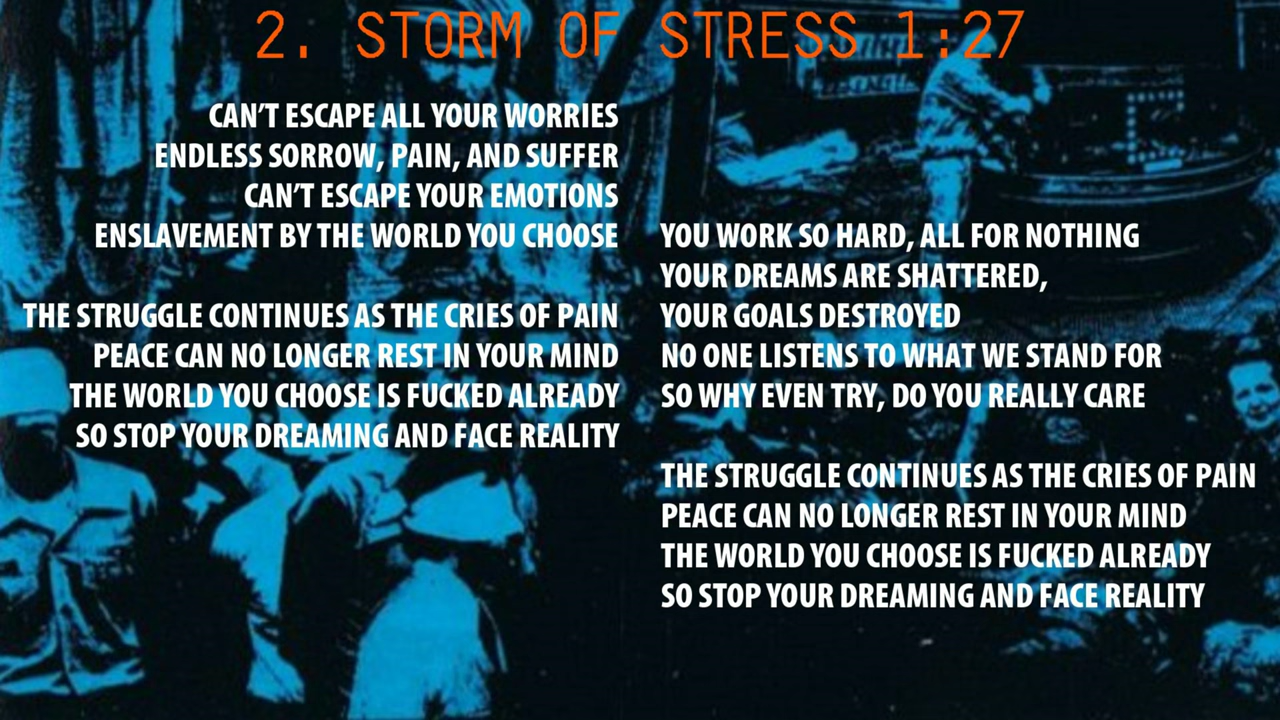 2. STORM OF STRESS 1:27
CAN'T ESCAPE ALL YOUR WORRIES
ENDLESS SORROW, PAIN, AND SUFFER
CAN'T ESCAPE YOUR EMOTIONS
ENSLAVEMENT BY THE WORLD YOU CHOOSE
THE STRUGGLE CONTINUES AS THE CRIES OF PAIN
PEACE CAN NO LONGER REST IN YOUR MIND
THE WORLD YOU CHOOSE IS FUCKED ALREADY
SO STOP YOUR DREAMING AND FACE REALITY
YOU WORK SO HARD, ALL FOR NOTHING
YOUR DREAMS ARE SHATTERED,
YOUR GOALS DESTROYED
NO ONE LISTENS TO WHAT WE STAND FOR
SO WHY EVEN TRY, DO YOU REALLY CARE
THE STRUGGLE CONTINUES AS THE CRIES OF PAIN
PEACE CAN NO LONGER REST IN YOUR MIND
THE WORLD YOU CHOOSE IS FUCKED ALREADY
SO STOP YOUR DREAMING AND FACE REALITY